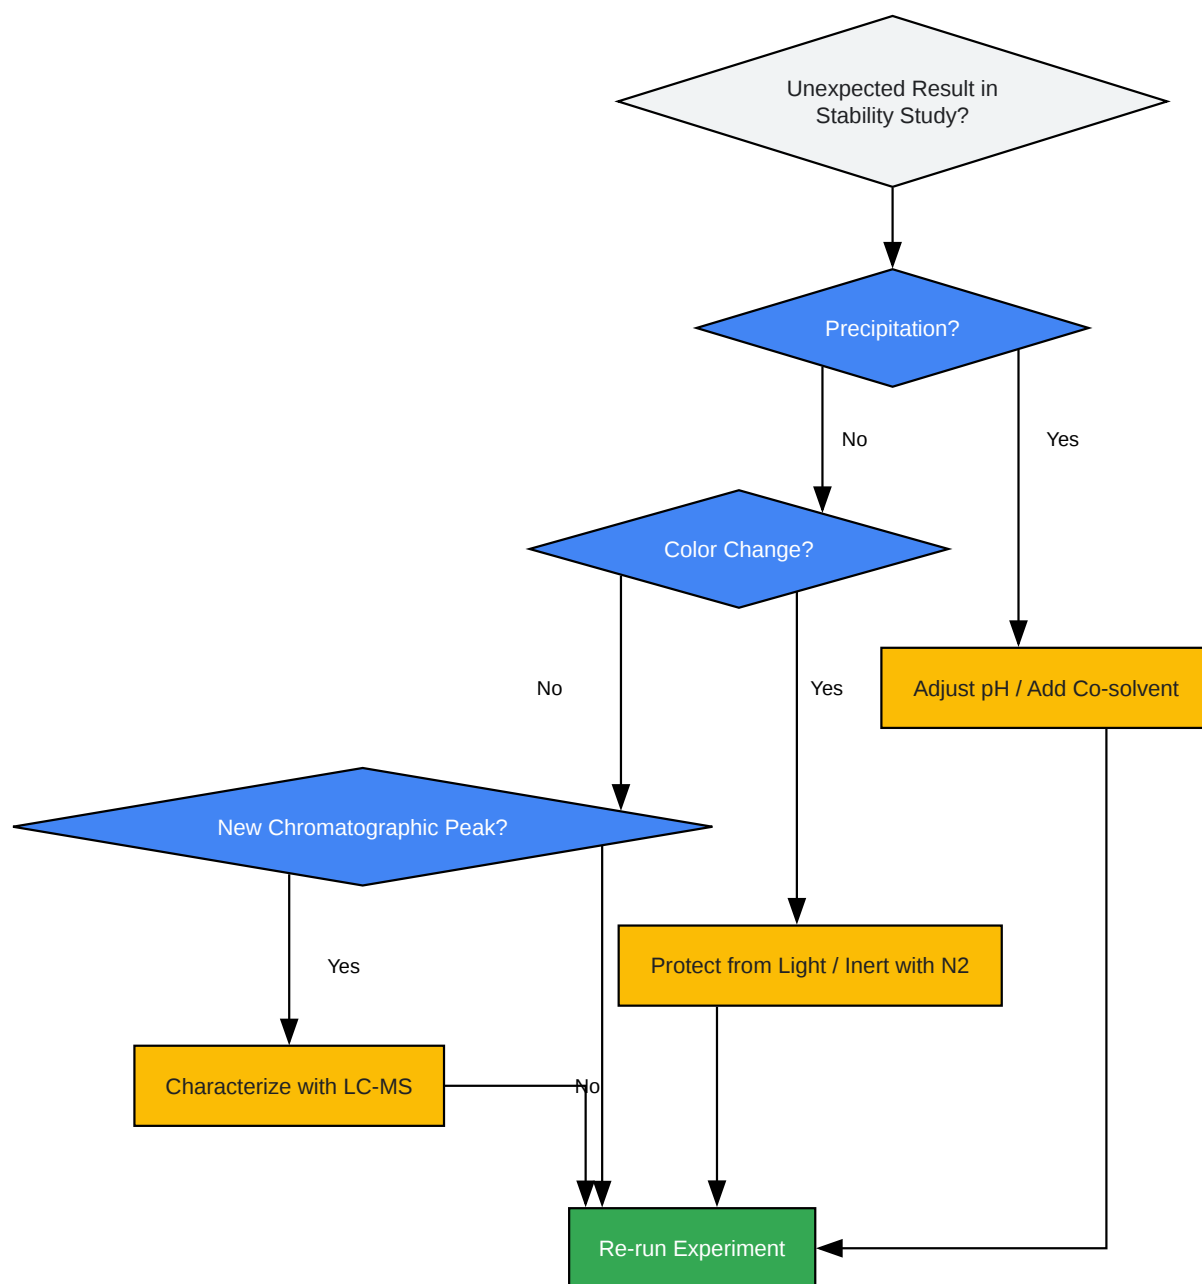 Unexpected Result in
Stability Study?
Precipitation?
No
Yes
Color Change?
No
Yes
Adjust pH / Add Co-solvent
New Chromatographic Peak?
Yes
Protect from Light / Inert with N2
Characterize with LC-MS
No
Re-run Experiment